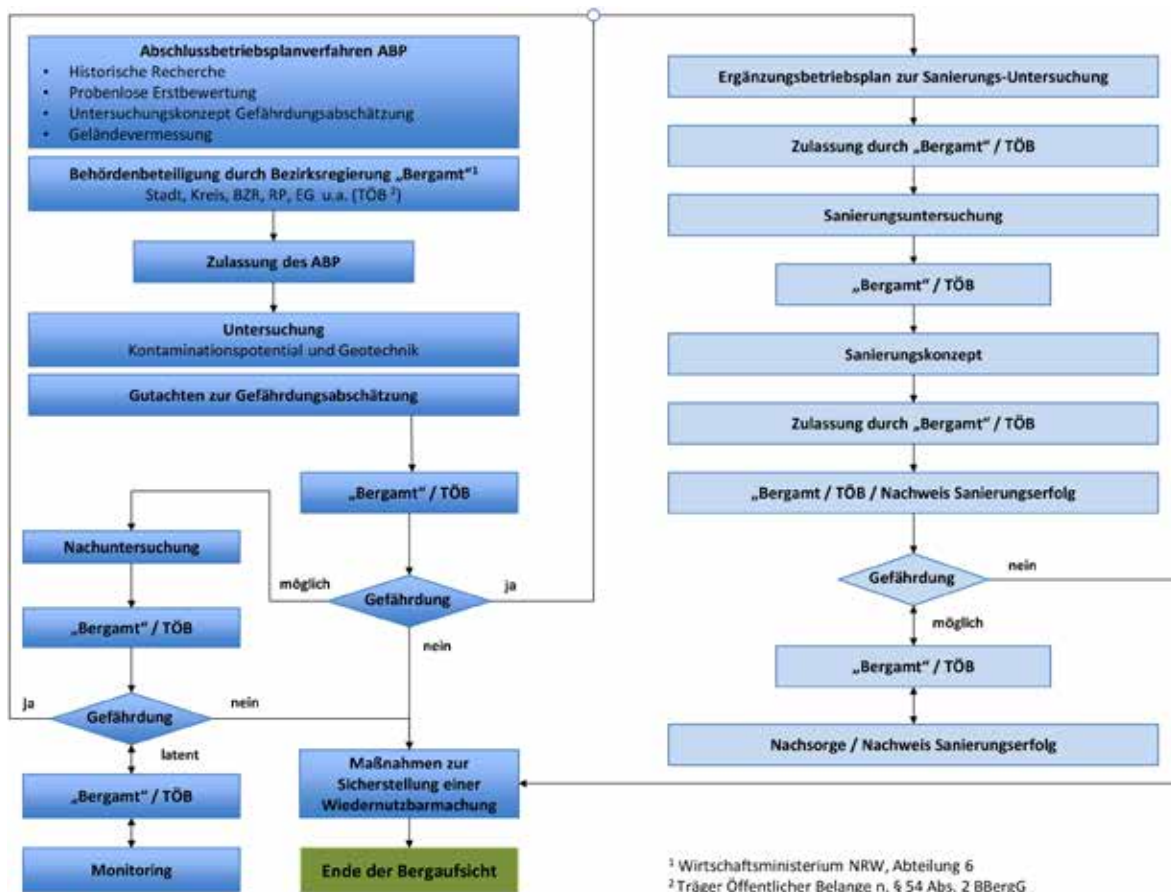 Abschlussbetriebsplanverfahren ABP
• Historische Recherche
• Probenlose Erstbewertung
• Untersuchungskonzept Gefährdungsabschätzung
• Geländevermessung
Behördenbeteiligung durch Bezirksregierung „Bergamt“¹
Stadt, Kreis, BZR, RP, EG u.a. (TÖB ²)
Zulassung des ABP
Untersuchung
Kontaminationspotential und Geotechnik
Gutachten zur Gefährdungsabschätzung
„Bergamt“ / TÖB
Gefährdung
möglich
ja
nein
Nachuntersuchung
„Bergamt“ / TÖB
Gefährdung
ja
nein
latent
„Bergamt“ / TÖB
Monitoring
Maßnahmen zur
Sicherstellung einer
Wiedernutzbarmachung
Ende der Bergaufsicht
Ergänzungsbetriebsplan zur Sanierungs-Untersuchung
Zulassung durch „Bergamt“ / TÖB
Sanierungsuntersuchung
„Bergamt“ / TÖB
Sanierungskonzept
Zulassung durch „Bergamt“ / TÖB
„Bergamt / TÖB / Nachweis Sanierungserfolg
Gefährdung
nein
möglich
„Bergamt“ / TÖB
Nachsorge / Nachweis Sanierungserfolg
¹ Wirtschaftsministerium NRW, Abteilung 6
² Träger Öffentlicher Belange n. § 54 Abs. 2 BBergG